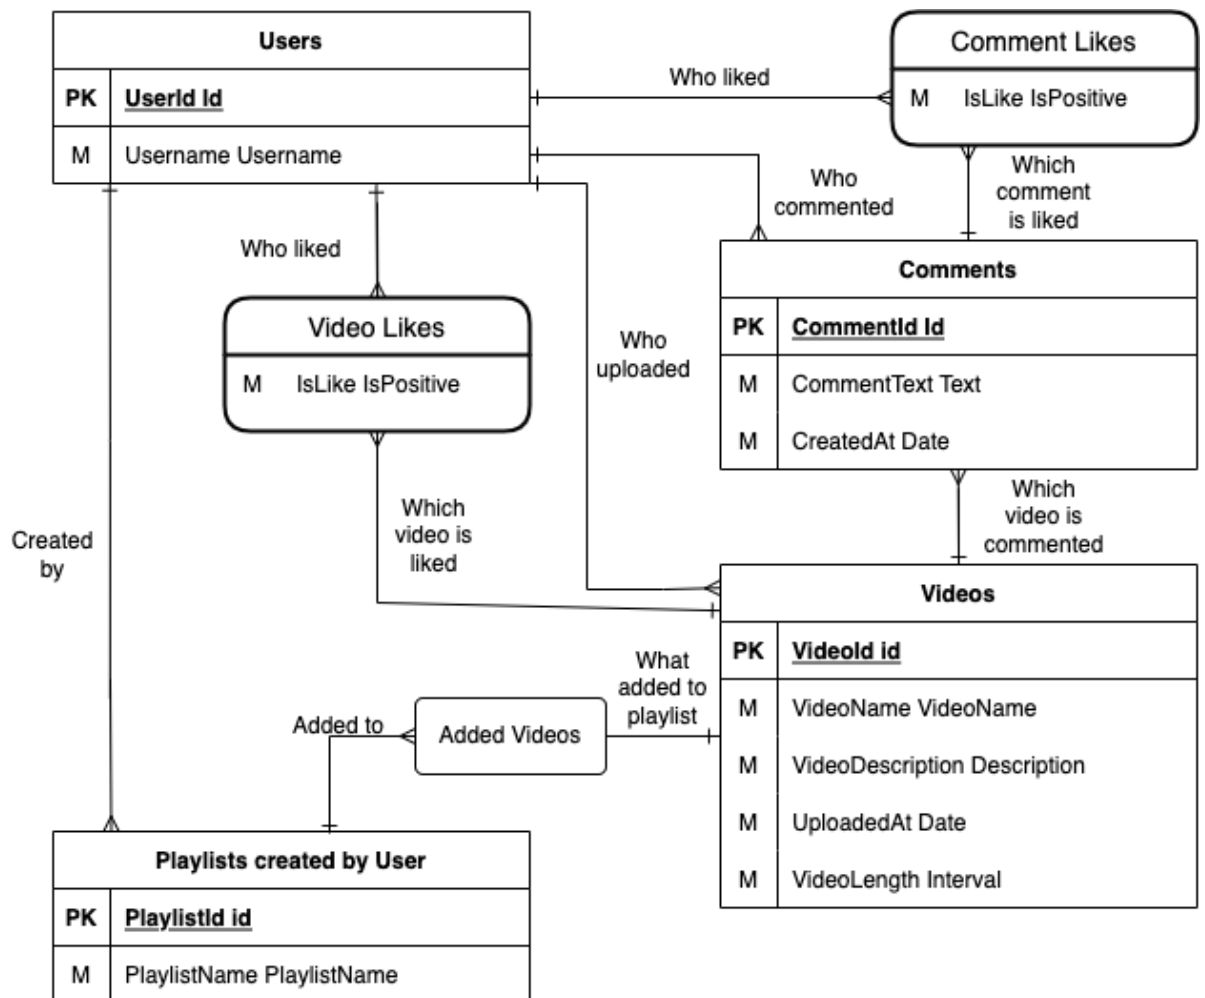 Users
PK UserId Id
M Username Username
Who liked
Comment Likes
M IsLike IsPositive
Who
commented
Which
comment
is liked
Who liked
Comments
PK CommentId Id
M CommentText Text
M CreatedAt Date
Video Likes
M IsLike IsPositive
Who
uploaded
Which
video is
liked
Which
video is
commented
Created
by
Videos
PK VideoId id
M VideoName VideoName
M VideoDescription Description
M UploadedAt Date
M VideoLength Interval
What
added to
playlist
Added to
Added Videos
Playlists created by User
PK PlaylistId id
M PlaylistName PlaylistName